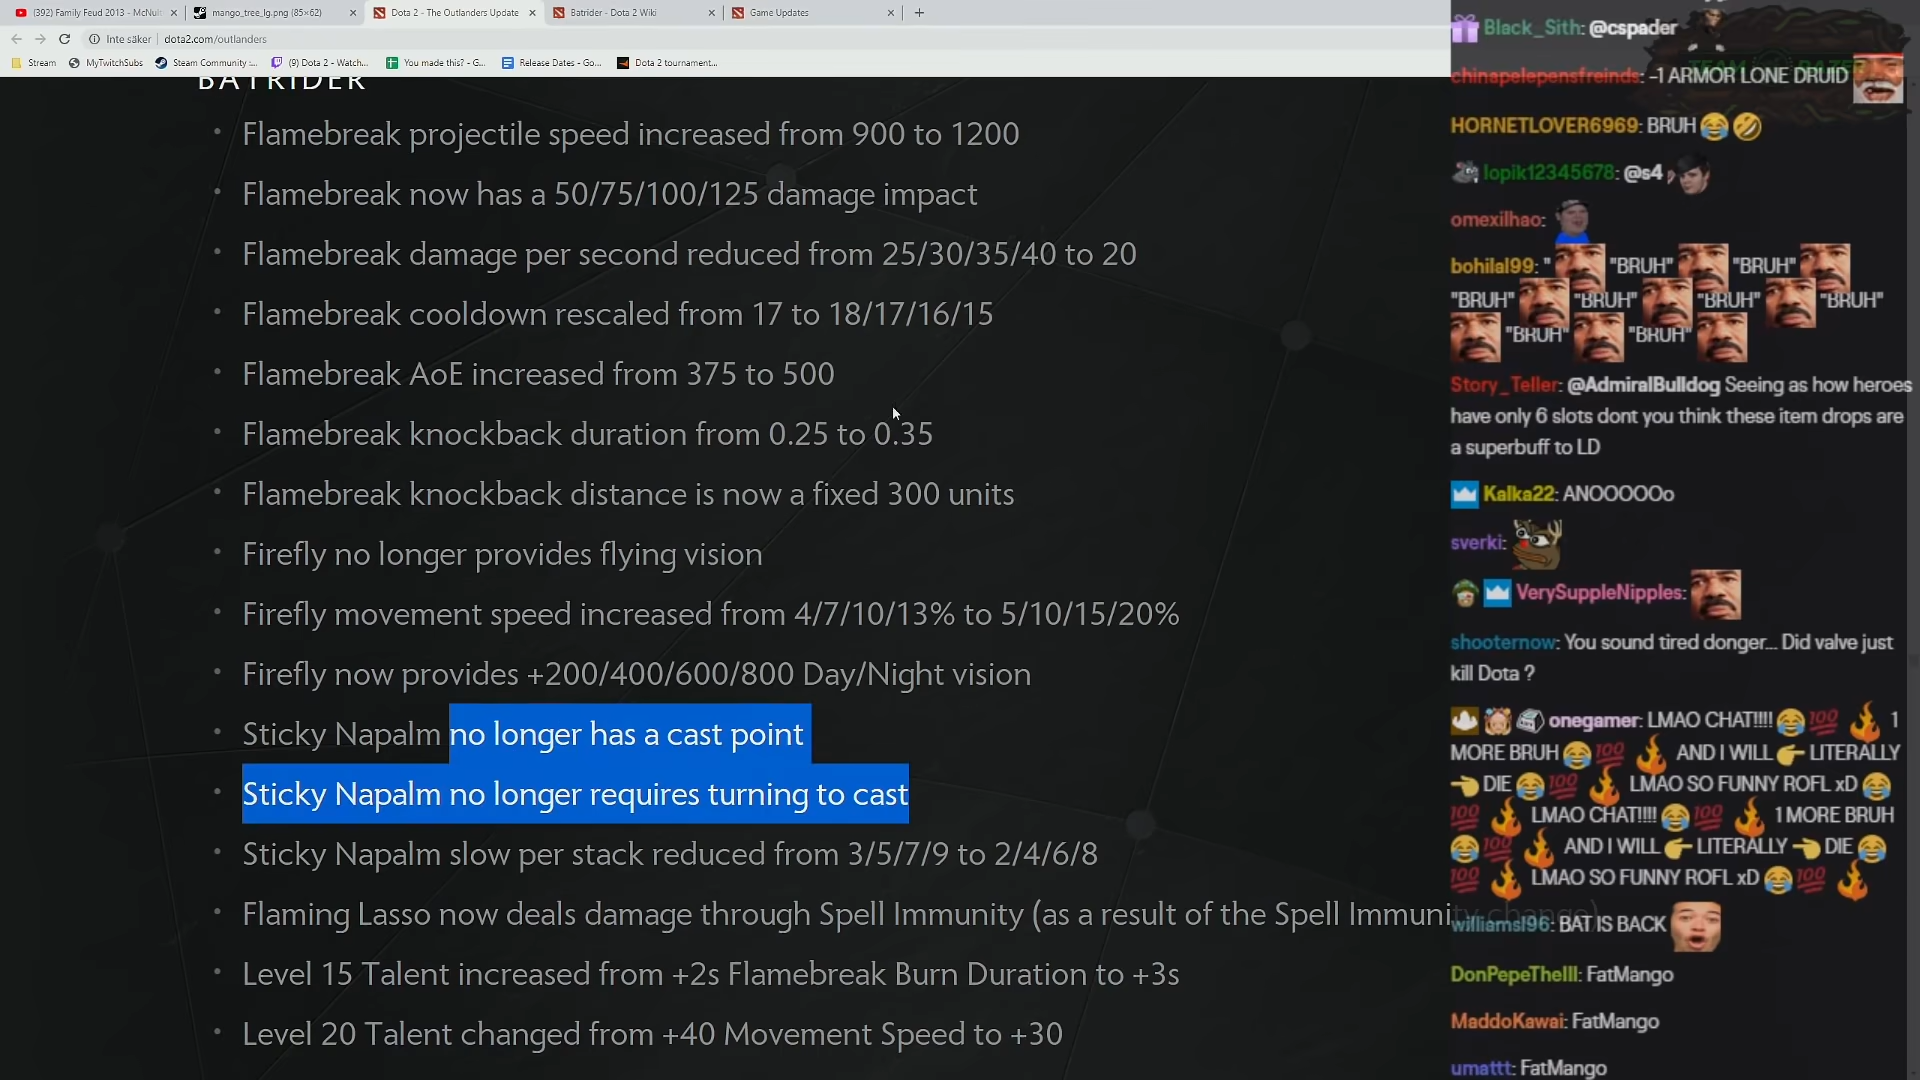 (392) Family Feud 2013 - McNul
mango_tree_lg.png (85×62)
Dota 2 - The Outlanders Update
Batrider - Dota 2 Wiki
Game Updates
Inte säker
dota2.com/outlanders
Stream
MyTwitchSubs
Steam Community :...
(9) Dota 2 - Watch...
You made this? - G...
Release Dates - Go...
Dota 2 tournament...
BATRIDER
• Flamebreak projectile speed increased from 900 to 1200
• Flamebreak now has a 50/75/100/125 damage impact
• Flamebreak damage per second reduced from 25/30/35/40 to 20
• Flamebreak cooldown rescaled from 17 to 18/17/16/15
• Flamebreak AoE increased from 375 to 500
• Flamebreak knockback duration from 0.25 to 0.35
• Flamebreak knockback distance is now a fixed 300 units
• Firefly no longer provides flying vision
• Firefly movement speed increased from 4/7/10/13% to 5/10/15/20%
• Firefly now provides +200/400/600/800 Day/Night vision
• Sticky Napalm no longer has a cast point
• Sticky Napalm no longer requires turning to cast
• Sticky Napalm slow per stack reduced from 3/5/7/9 to 2/4/6/8
• Flaming Lasso now deals damage through Spell Immunity (as a result of the Spell Immunity change)
• Level 15 Talent increased from +2s Flamebreak Burn Duration to +3s
• Level 20 Talent changed from +40 Movement Speed to +30
Black_Sith: @cspader
chinapelepensfreinds: -1 ARMOR LONE DRUID
HORNETLOVER6969: BRUH 😂 🤣
lopik12345678: @s4
omexilhao:
bohilal99: " "BRUH" "BRUH"
"BRUH" "BRUH" "BRUH" "BRUH"
"BRUH" "BRUH"
Story_Teller: @AdmiralBulldog Seeing as how heroes
have only 6 slots dont you think these item drops are
a superbuff to LD
Kalka22: ANOOOOOo
sverki:
VerySuppleNipples:
shooternow: You sound tired donger... Did valve just
kill Dota ?
onegamer: LMAO CHAT!!!! 😂 💯 🔥 1
MORE BRUH 😂 💯 🔥 AND I WILL 👉 LITERALLY
👈 DIE 😂 💯 🔥 LMAO SO FUNNY ROFL xD 😂
💯 🔥 LMAO CHAT!!!! 😂 💯 🔥 1 MORE BRUH
😂 💯 🔥 AND I WILL 👉 LITERALLY 👈 DIE 😂
💯 🔥 LMAO SO FUNNY ROFL xD 😂 💯 🔥
williamsl96: BAT IS BACK
DonPepeTheIII: FatMango
MaddoKawai: FatMango
umattt: FatMango